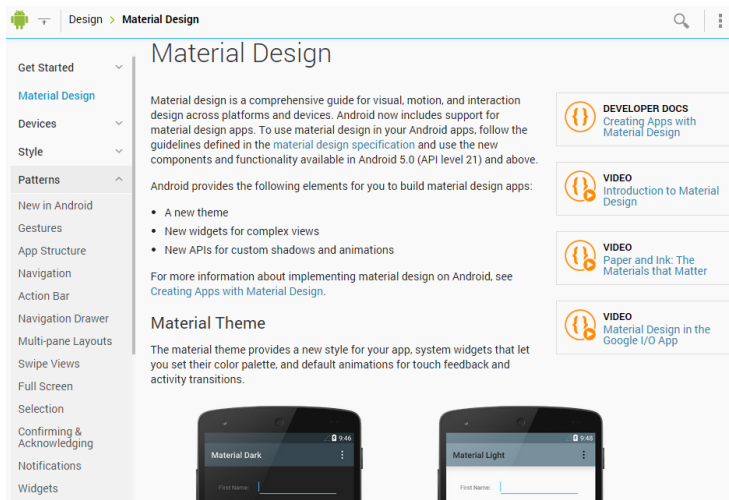 Design > Material Design
Get Started
Material Design
Devices
Style
Patterns
New in Android
Gestures
App Structure
Navigation
Action Bar
Navigation Drawer
Multi-pane Layouts
Swipe Views
Full Screen
Selection
Confirming &
Acknowledging
Notifications
Widgets
Material Design
Material design is a comprehensive guide for visual, motion, and interaction
design across platforms and devices. Android now includes support for
material design apps. To use material design in your Android apps, follow the
guidelines defined in the material design specification and use the new
components and functionality available in Android 5.0 (API level 21) and above.
Android provides the following elements for you to build material design apps:
• A new theme
• New widgets for complex views
• New APIs for custom shadows and animations
For more information about implementing material design on Android, see
Creating Apps with Material Design.
Material Theme
The material theme provides a new style for your app, system widgets that let
you set their color palette, and default animations for touch feedback and
activity transitions.
9:46
Material Dark
First Name:
9:48
Material Light
First Name:
DEVELOPER DOCS
Creating Apps with
Material Design
VIDEO
Introduction to Material
Design
VIDEO
Paper and Ink: The
Materials that Matter
VIDEO
Material Design in the
Google I/O App